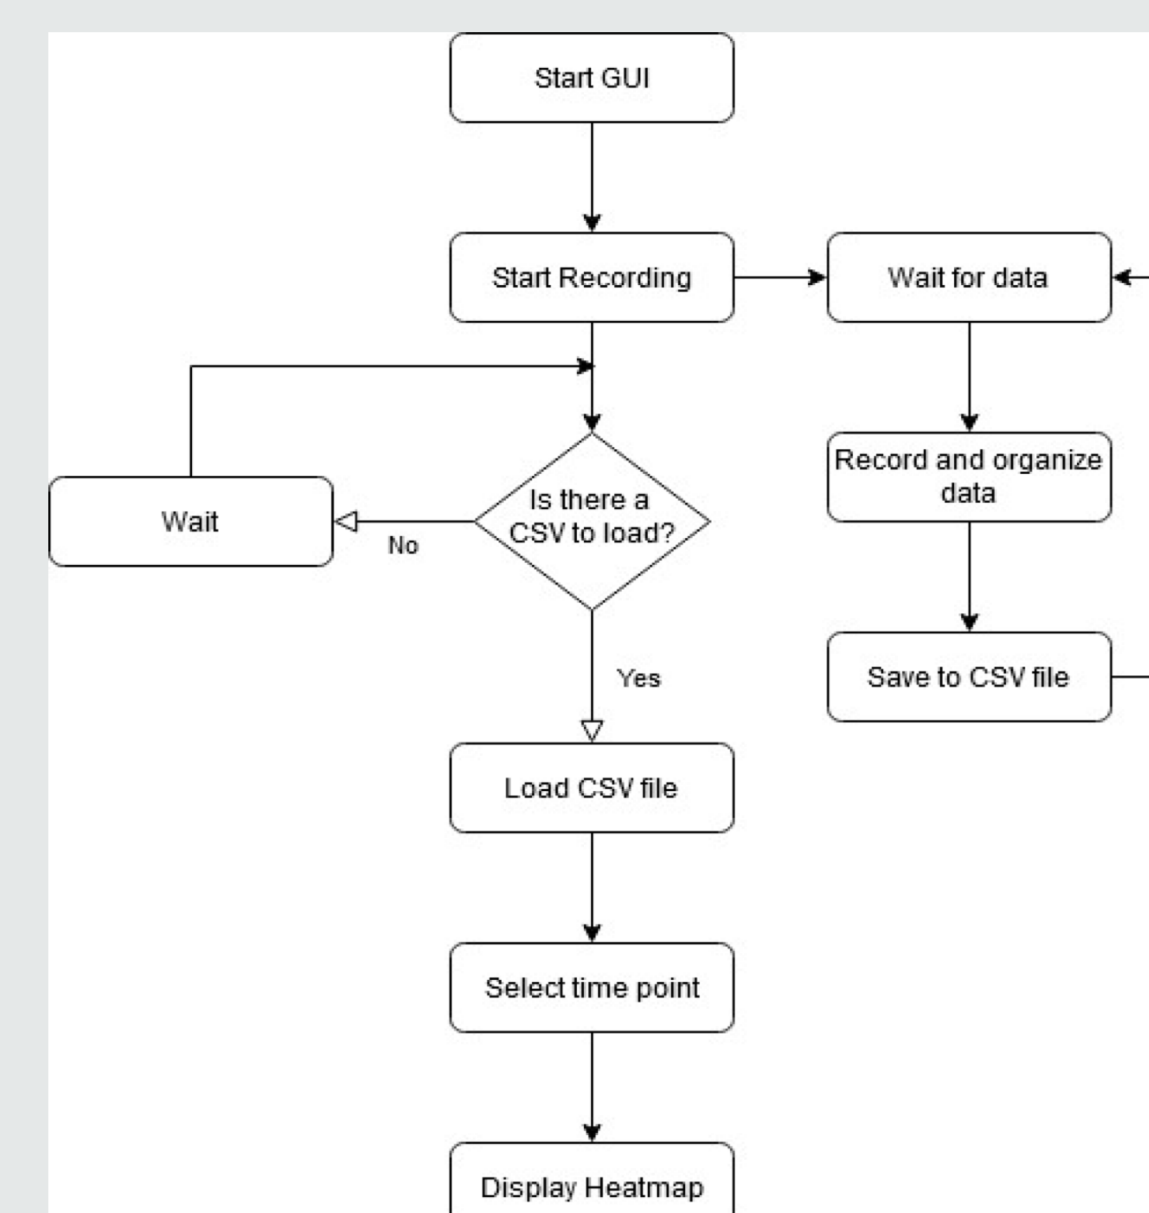 Start GUI
Start Recording
Wait for data
Record and organize
data
Is there a
CSV to load?
Wait
No
Yes
Save to CSV file
Load CSV file
Select time point
Display Heatmap